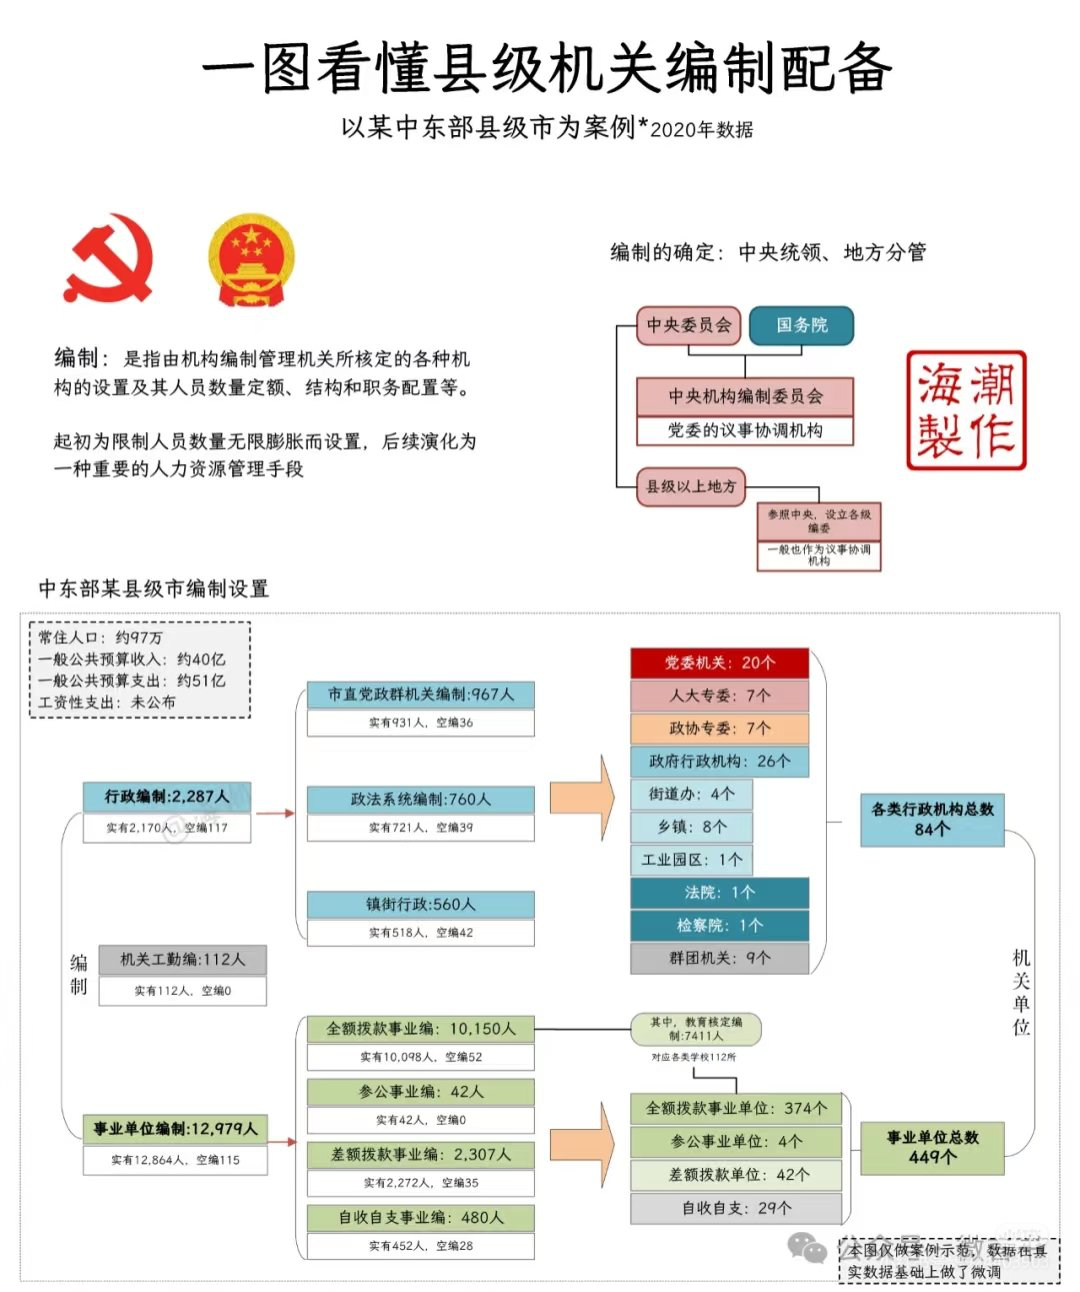 一图看懂县级机关编制配备
以某中东部县级市为案例*2020年数据
编制的确定：中央统领、地方分管
中央委员会
国务院
中央机构编制委员会
党委的议事协调机构
县级以上地方
参照中央，设立各级
编委
一般也作为议事协调
机构
海潮
製作
编制：是指由机构编制管理机关所核定的各种机
构的设置及其人员数量定额、结构和职务配置等。
起初为限制人员数量无限膨胀而设置，后续演化为
一种重要的人力资源管理手段
中东部某县级市编制设置
常住人口：约97万
一般公共预算收入：约40亿
一般公共预算支出：约51亿
工资性支出：未公布
编制
行政编制:2,287人
实有2,170人，空编117
机关工勤编:112人
实有112人，空编0
事业单位编制:12,979人
实有12,864人，空编115
市直党政群机关编制:967人
实有931人，空编36
政法系统编制:760人
实有721人，空编39
镇街行政:560人
实有518人，空编42
全额拨款事业编：10,150人
实有10,098人，空编52
参公事业编：42人
实有42人，空编0
差额拨款事业编：2,307人
实有2,272人，空编35
自收自支事业编：480人
实有452人，空编28
党委机关：20个
人大专委：7个
政协专委：7个
政府行政机构：26个
街道办：4个
乡镇：8个
工业园区：1个
法院：1个
检察院：1个
群团机关：9个
其中，教育核定编
制:7411人
对应各类学校112所
全额拨款事业单位：374个
参公事业单位：4个
差额拨款单位：42个
自收自支：29个
各类行政机构总数
84个
机关单位
事业单位总数
449个
公众号
本图仅做案例示范，数据在真
实数据基础上做了微调